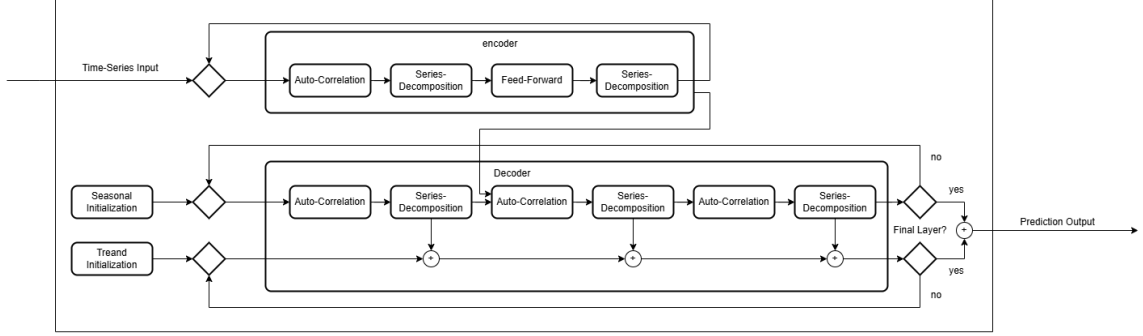 encoder
Time-Series Input
Auto-Correlation
Series-
Decomposition
Feed-Forward
Series-
Decomposition
no
Decoder
Seasonal
Initialization
Auto-Correlation
Series-
Decomposition
Auto-Correlation
Series-
Decomposition
Auto-Correlation
Series-
Decomposition
yes
Prediction Output
Final Layer?
+
Treand
Initialization
+
+
+
yes
no